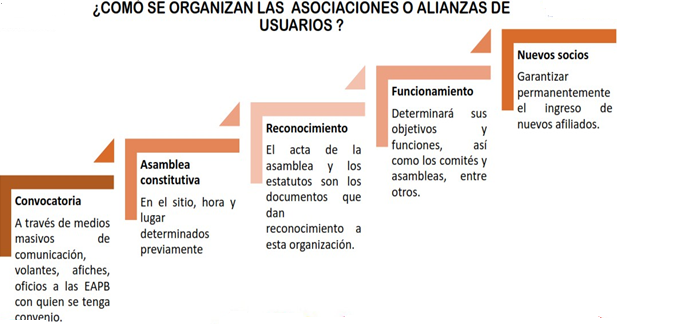 ¿COMO SE ORGANIZAN LAS ASOCIACIONES O ALIANZAS DE
USUARIOS ?
Convocatoria
A través de medios
masivos de
comunicación,
volantes, afiches,
oficios a las EAPB
con quien se tenga
convenio.
Asamblea
constitutiva
En el sitio, hora y
lugar
determinados
previamente
Reconocimiento
El acta de la
asamblea y los
estatutos son los
documentos que
dan
reconocimiento a
esta organización.
Funcionamiento
Determinará sus
objetivos y
funciones, así
como los comités y
asambleas, entre
otros.
Nuevos socios
Garantizar
permanentemente
el ingreso de
nuevos afiliados.